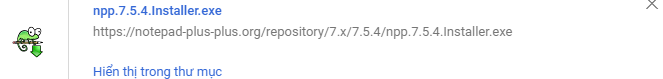 npp.7.5.4.Installer.exe
https://notepad-plus-plus.org/repository/7.x/7.5.4/npp.7.5.4.Installer.exe
Hiển thị trong thư mục